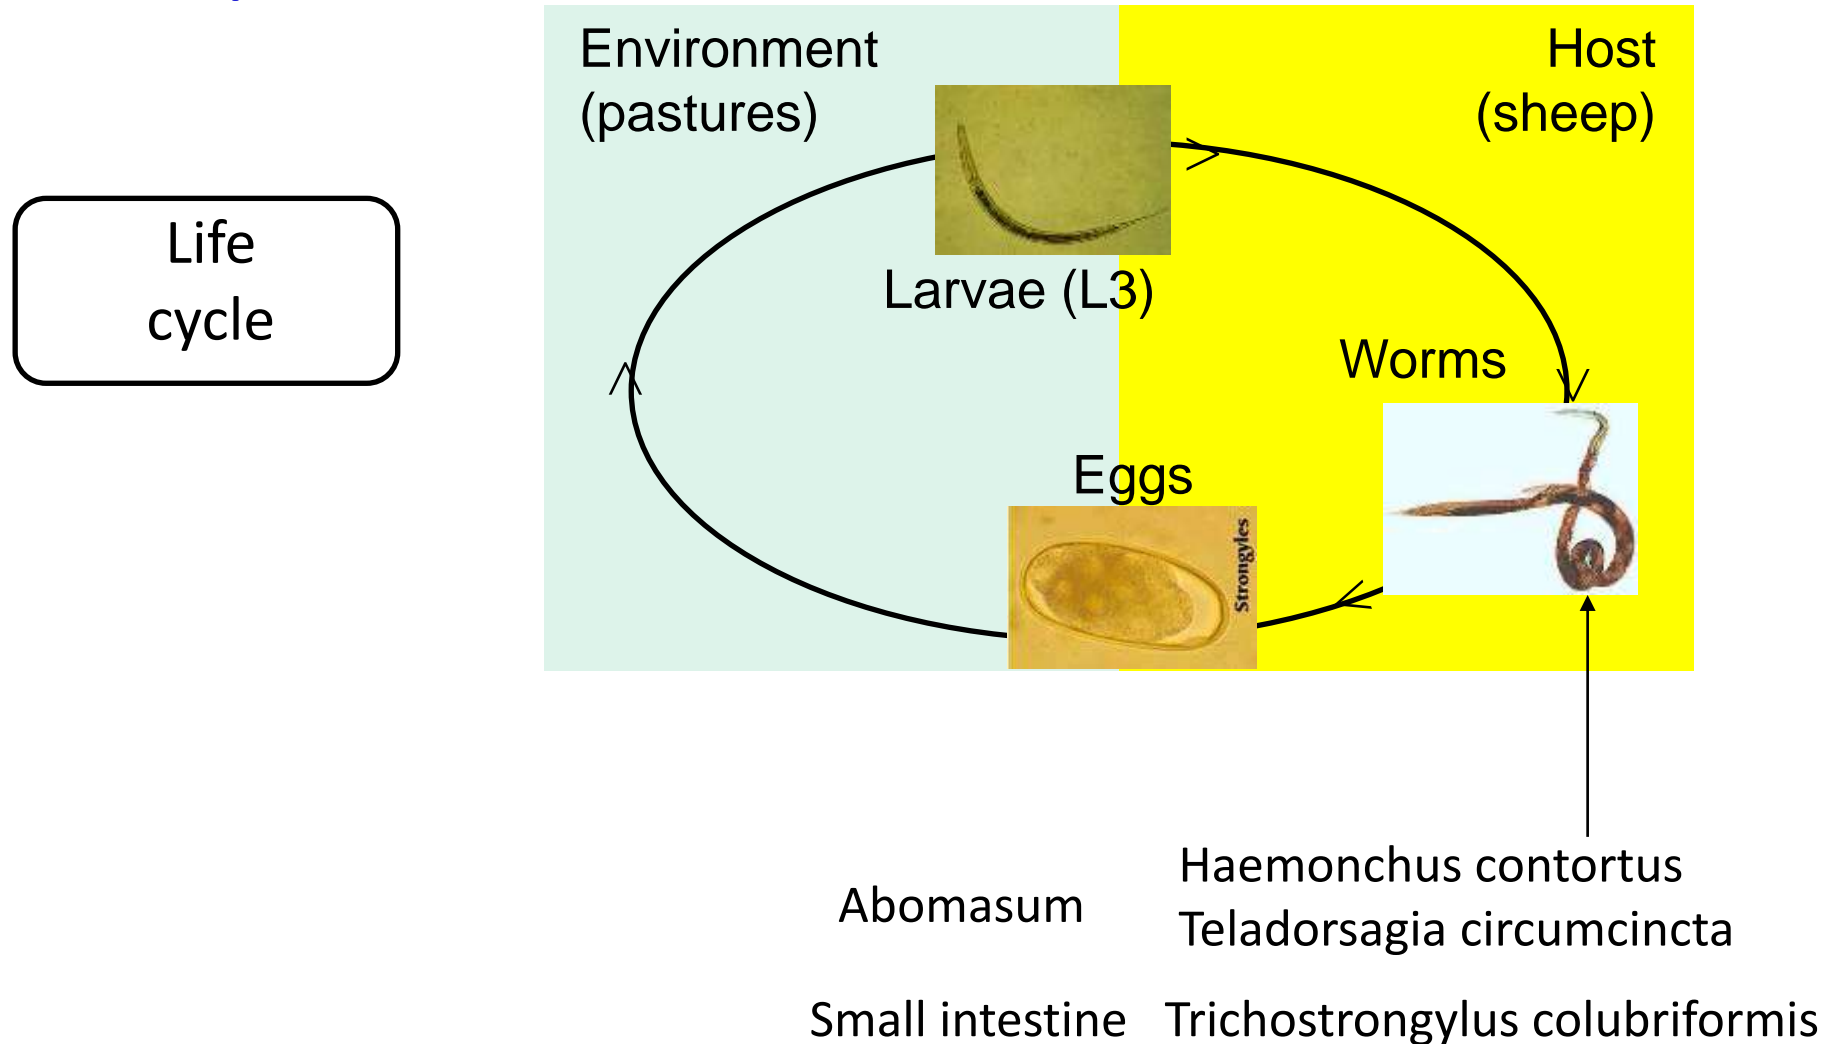 Environment
(pastures)
Host
(sheep)
Life
cycle
Larvae (L3)
Worms
Eggs
Strongyles
Abomasum
Haemonchus contortus
Teladorsagia circumcincta
Small intestine
Trichostrongylus colubriformis